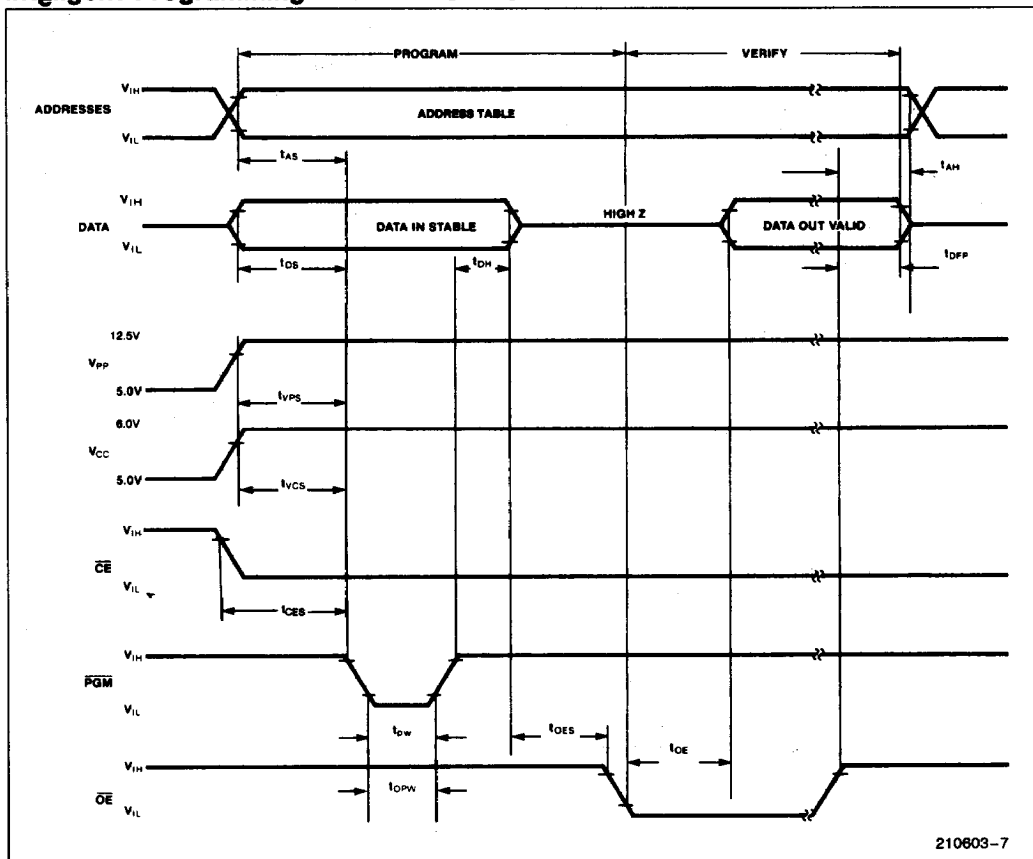 Programming
PROGRAM
VERIFY
VIH
ADDRESSES
ADDRESS TABLE
VIL
tAS
tAH
VIH
HIGH Z
DATA
DATA IN STABLE
DATA OUT VALID
VIL
tDS
tDH
tDFP
12.5V
VPP
5.0V
tVPS
6.0V
VCC
5.0V
tVCS
VIH
CE
VIL
tCES
VIH
PGM
VIL
tPW
tOES
tOE
VIH
tOPW
OE
VIL
210603-7